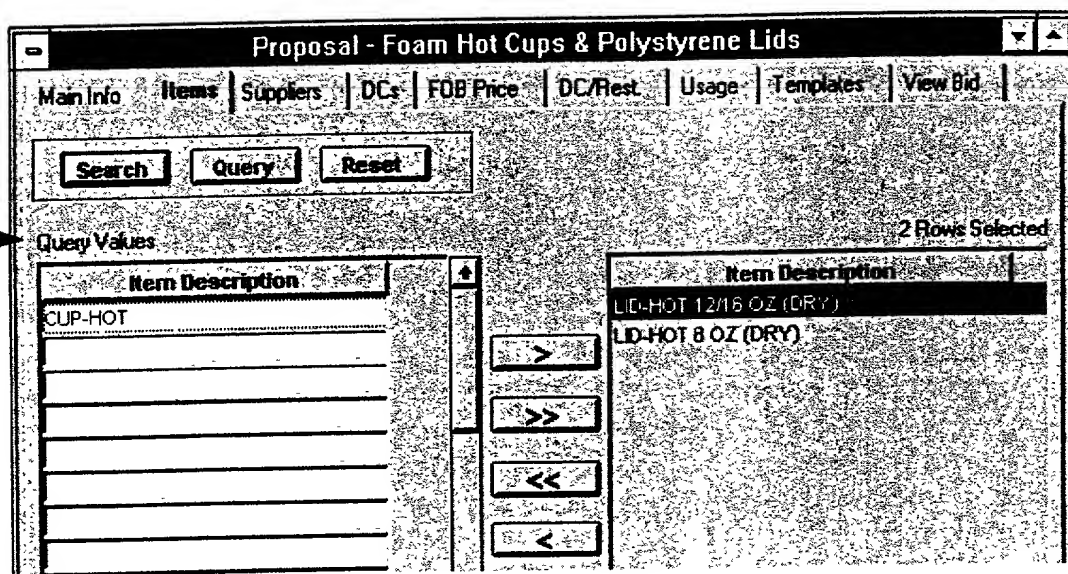 Proposal - Foam Hot Cups & Polystyrene Lids
Main Info Items Suppliers DCs FOB Price DC/Rest. Usage Templates View Bid
Search Query Reset
Query Values
2 Rows Selected
Item Description
CUP-HOT
>
>>
<<
<
Item Description
LID-HOT 12/16 OZ (DRY)
LID-HOT 8 OZ (DRY)